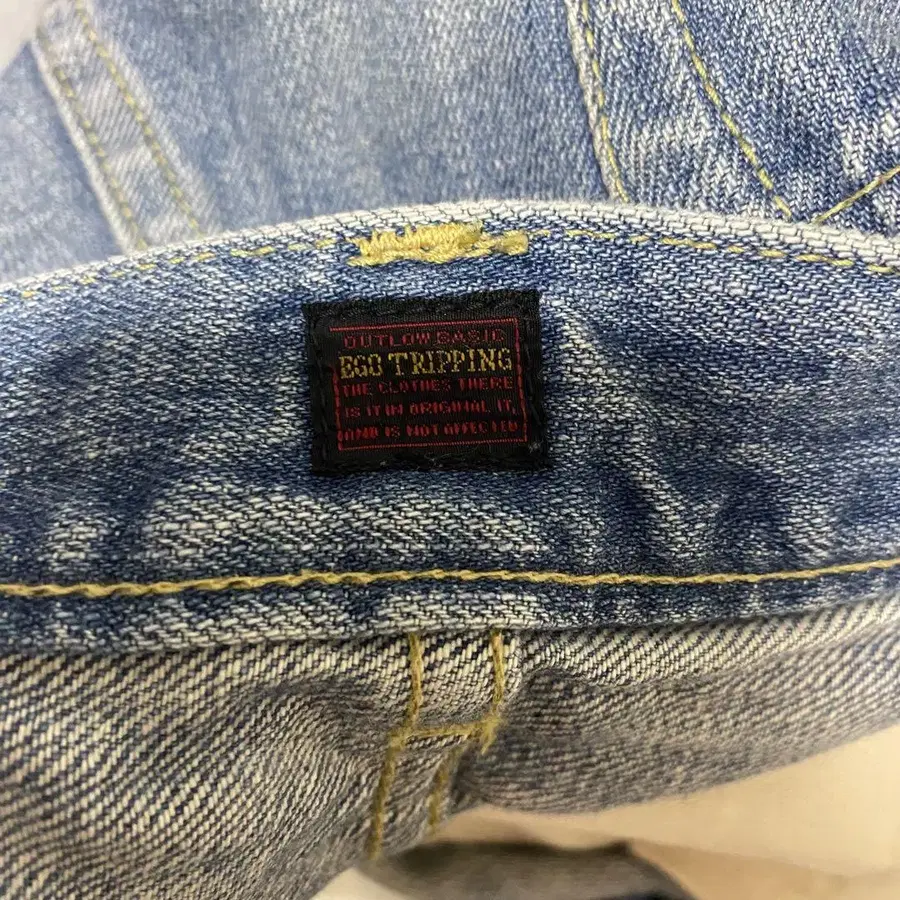 OUTLOW BASIC
EGO TRIPPING
THE CLOTHES THERE
IS IT IN ORIGINAL IT,
AND IS NOT AFFECTED